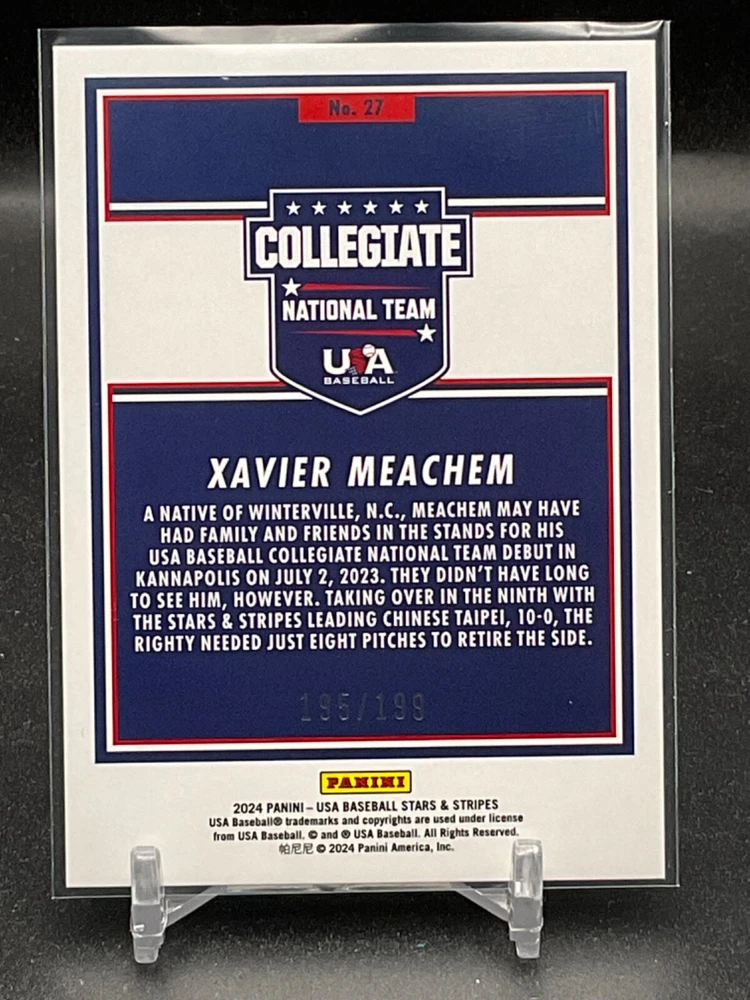 No. 27
COLLEGIATE
NATIONAL TEAM
USA
BASEBALL
XAVIER MEACHEM
A NATIVE OF WINTERVILLE, N.C., MEACHEM MAY HAVE
HAD FAMILY AND FRIENDS IN THE STANDS FOR HIS
USA BASEBALL COLLEGIATE NATIONAL TEAM DEBUT IN
KANNAPOLIS ON JULY 2, 2023. THEY DIDN'T HAVE LONG
TO SEE HIM, HOWEVER. TAKING OVER IN THE NINTH WITH
THE STARS & STRIPES LEADING CHINESE TAIPEI, 10-0, THE
RIGHTY NEEDED JUST EIGHT PITCHES TO RETIRE THE SIDE.
195/199
PANINI
2024 PANINI – USA BASEBALL STARS & STRIPES
USA Baseball® trademarks and copyrights are used under license
from USA Baseball. © and ® USA Baseball. All Rights Reserved.
帕尼尼 © 2024 Panini America, Inc.